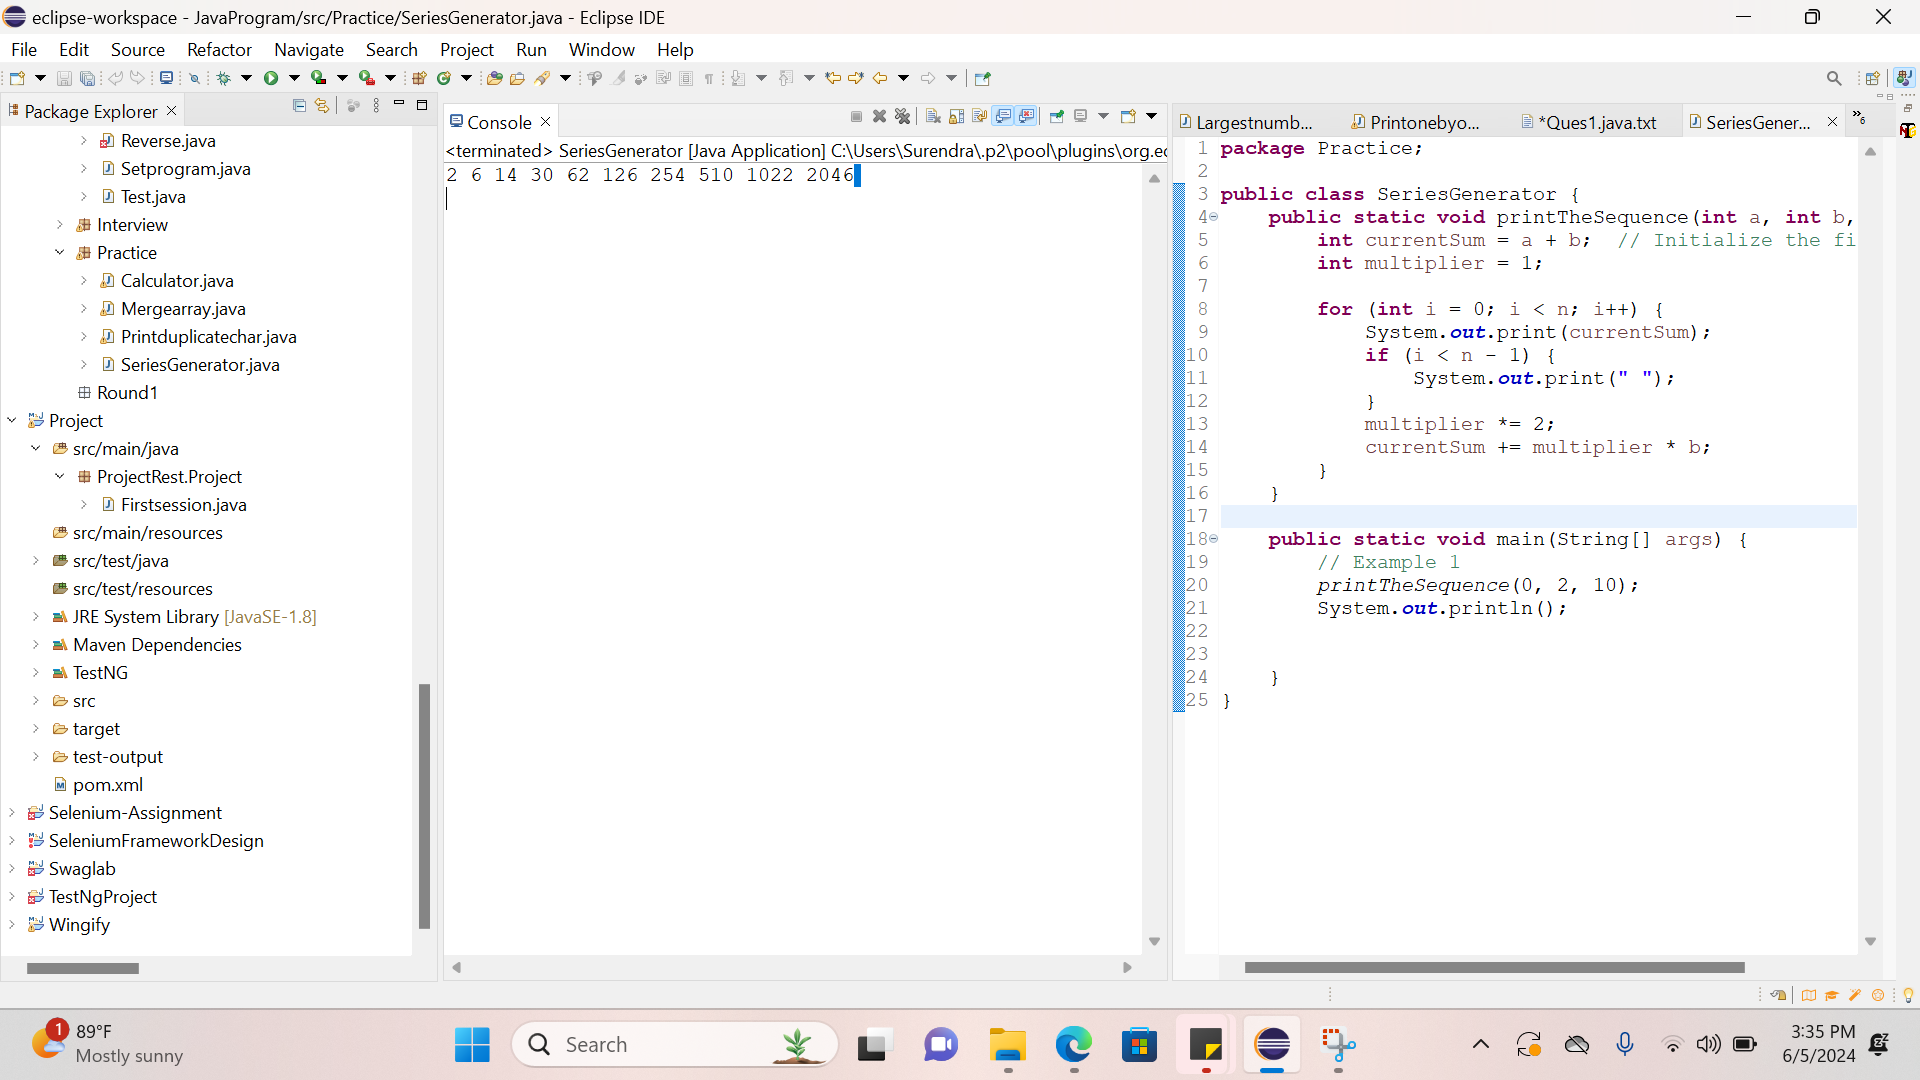 eclipse-workspace - JavaProgram/src/Practice/SeriesGenerator.java - Eclipse IDE
File Edit Source Refactor Navigate Search Project Run Window Help
Package Explorer
Reverse.java
Setprogram.java
Test.java
Interview
Practice
Calculator.java
Mergearray.java
Printduplicatechar.java
SeriesGenerator.java
Round1
Project
src/main/java
ProjectRest.Project
Firstsession.java
src/main/resources
src/test/java
src/test/resources
JRE System Library [JavaSE-1.8]
Maven Dependencies
TestNG
src
target
test-output
pom.xml
Selenium-Assignment
SeleniumFrameworkDesign
Swaglab
TestNgProject
Wingify
Console
<terminated> SeriesGenerator [Java Application] C:\Users\Surendra\.p2\pool\plugins\org.ec
2 6 14 30 62 126 254 510 1022 2046
Largestnumb... Printonebyo... *Ques1.java.txt SeriesGener... »6
1 package Practice;
2
3 public class SeriesGenerator {
4 public static void printTheSequence(int a, int b,
5 int currentSum = a + b; // Initialize the fi
6 int multiplier = 1;
7
8 for (int i = 0; i < n; i++) {
9 System.out.print(currentSum);
10 if (i < n - 1) {
11 System.out.print(" ");
12 }
13 multiplier *= 2;
14 currentSum += multiplier * b;
15 }
16 }
17
18 public static void main(String[] args) {
19 // Example 1
20 printTheSequence(0, 2, 10);
21 System.out.println();
22
23
24 }
25 }
1
89°F
Mostly sunny
Search
3:35 PM
6/5/2024